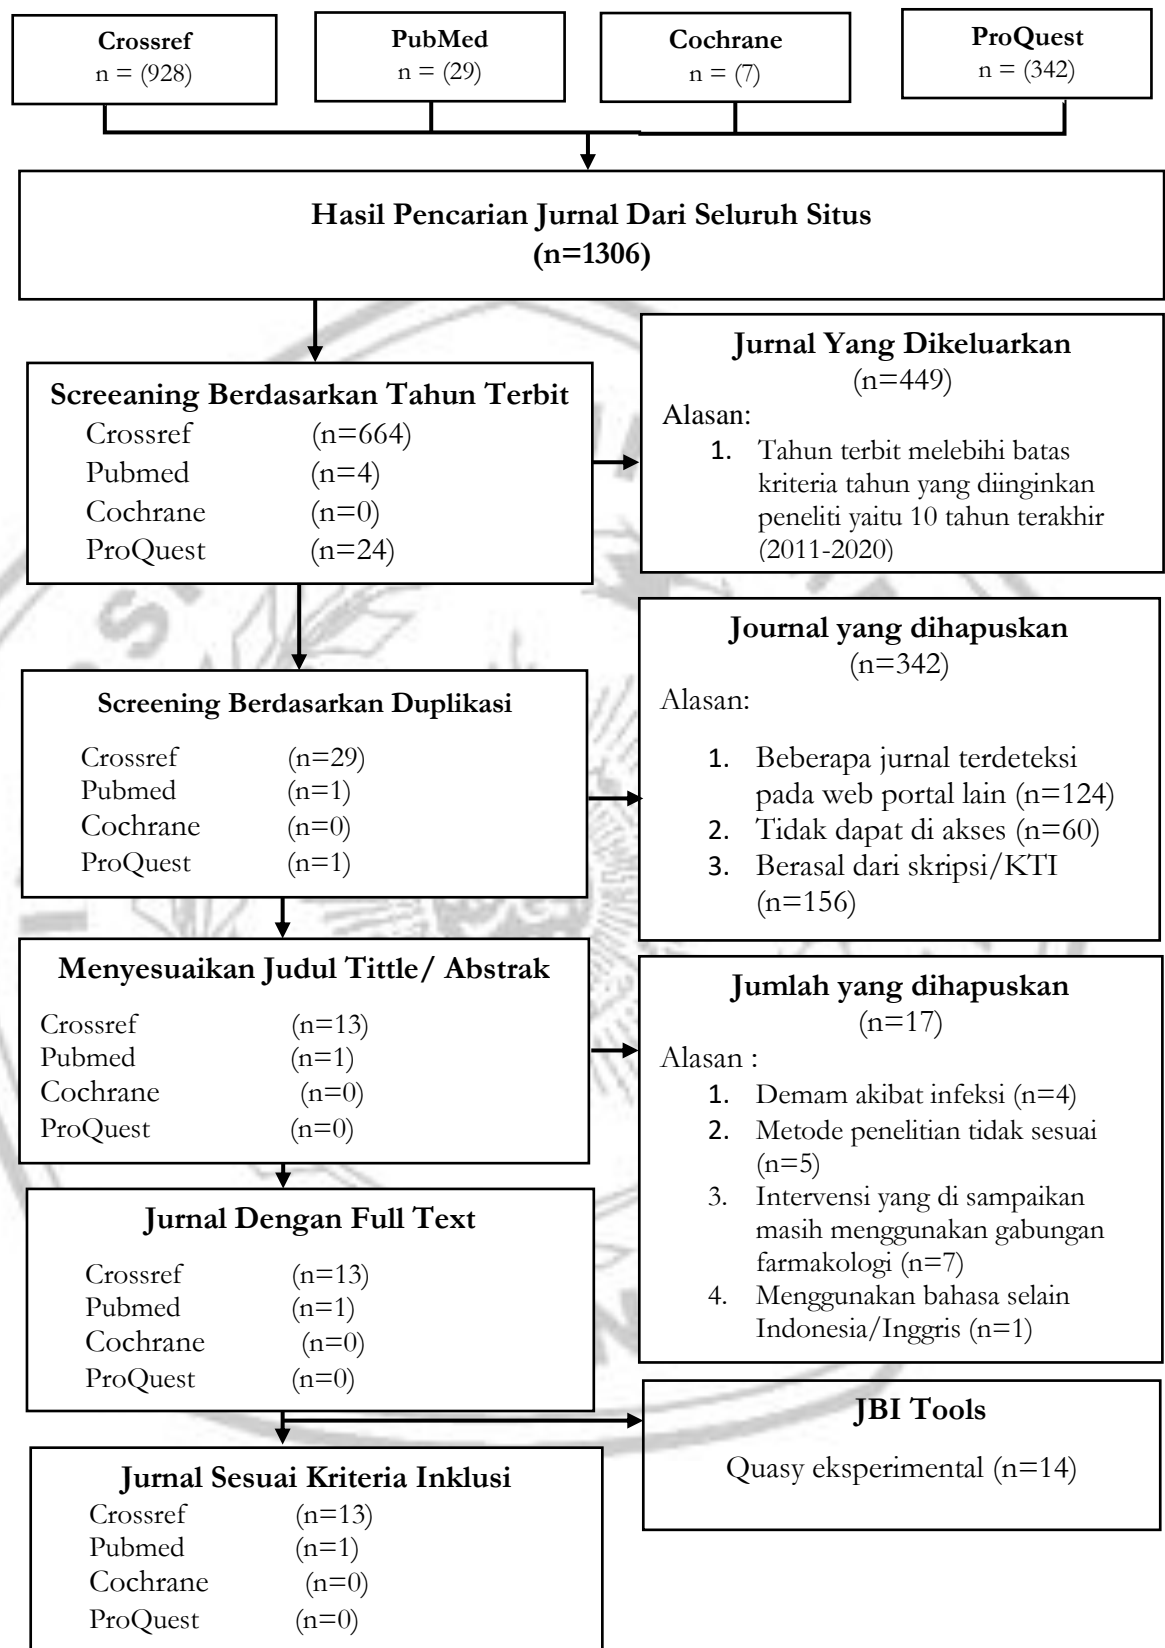 Crossref
n = (928)
PubMed
n = (29)
Cochrane
n = (7)
ProQuest
n = (342)
Hasil Pencarian Jurnal Dari Seluruh Situs
(n=1306)
Screeaning Berdasarkan Tahun Terbit
Crossref (n=664)
Pubmed (n=4)
Cochrane (n=0)
ProQuest (n=24)
Jurnal Yang Dikeluarkan
(n=449)
Alasan:
1. Tahun terbit melebihi batas
kriteria tahun yang diinginkan
peneliti yaitu 10 tahun terakhir
(2011-2020)
Screening Berdasarkan Duplikasi
Crossref (n=29)
Pubmed (n=1)
Cochrane (n=0)
ProQuest (n=1)
Journal yang dihapuskan
(n=342)
Alasan:
1. Beberapa jurnal terdeteksi
pada web portal lain (n=124)
2. Tidak dapat di akses (n=60)
3. Berasal dari skripsi/KTI
(n=156)
Menyesuaikan Judul Tittle/ Abstrak
Crossref (n=13)
Pubmed (n=1)
Cochrane (n=0)
ProQuest (n=0)
Jumlah yang dihapuskan
(n=17)
Alasan :
1. Demam akibat infeksi (n=4)
2. Metode penelitian tidak sesuai
(n=5)
3. Intervensi yang di sampaikan
masih menggunakan gabungan
farmakologi (n=7)
4. Menggunakan bahasa selain
Indonesia/Inggris (n=1)
Jurnal Dengan Full Text
Crossref (n=13)
Pubmed (n=1)
Cochrane (n=0)
ProQuest (n=0)
JBI Tools
Quasy eksperimental (n=14)
Jurnal Sesuai Kriteria Inklusi
Crossref (n=13)
Pubmed (n=1)
Cochrane (n=0)
ProQuest (n=0)